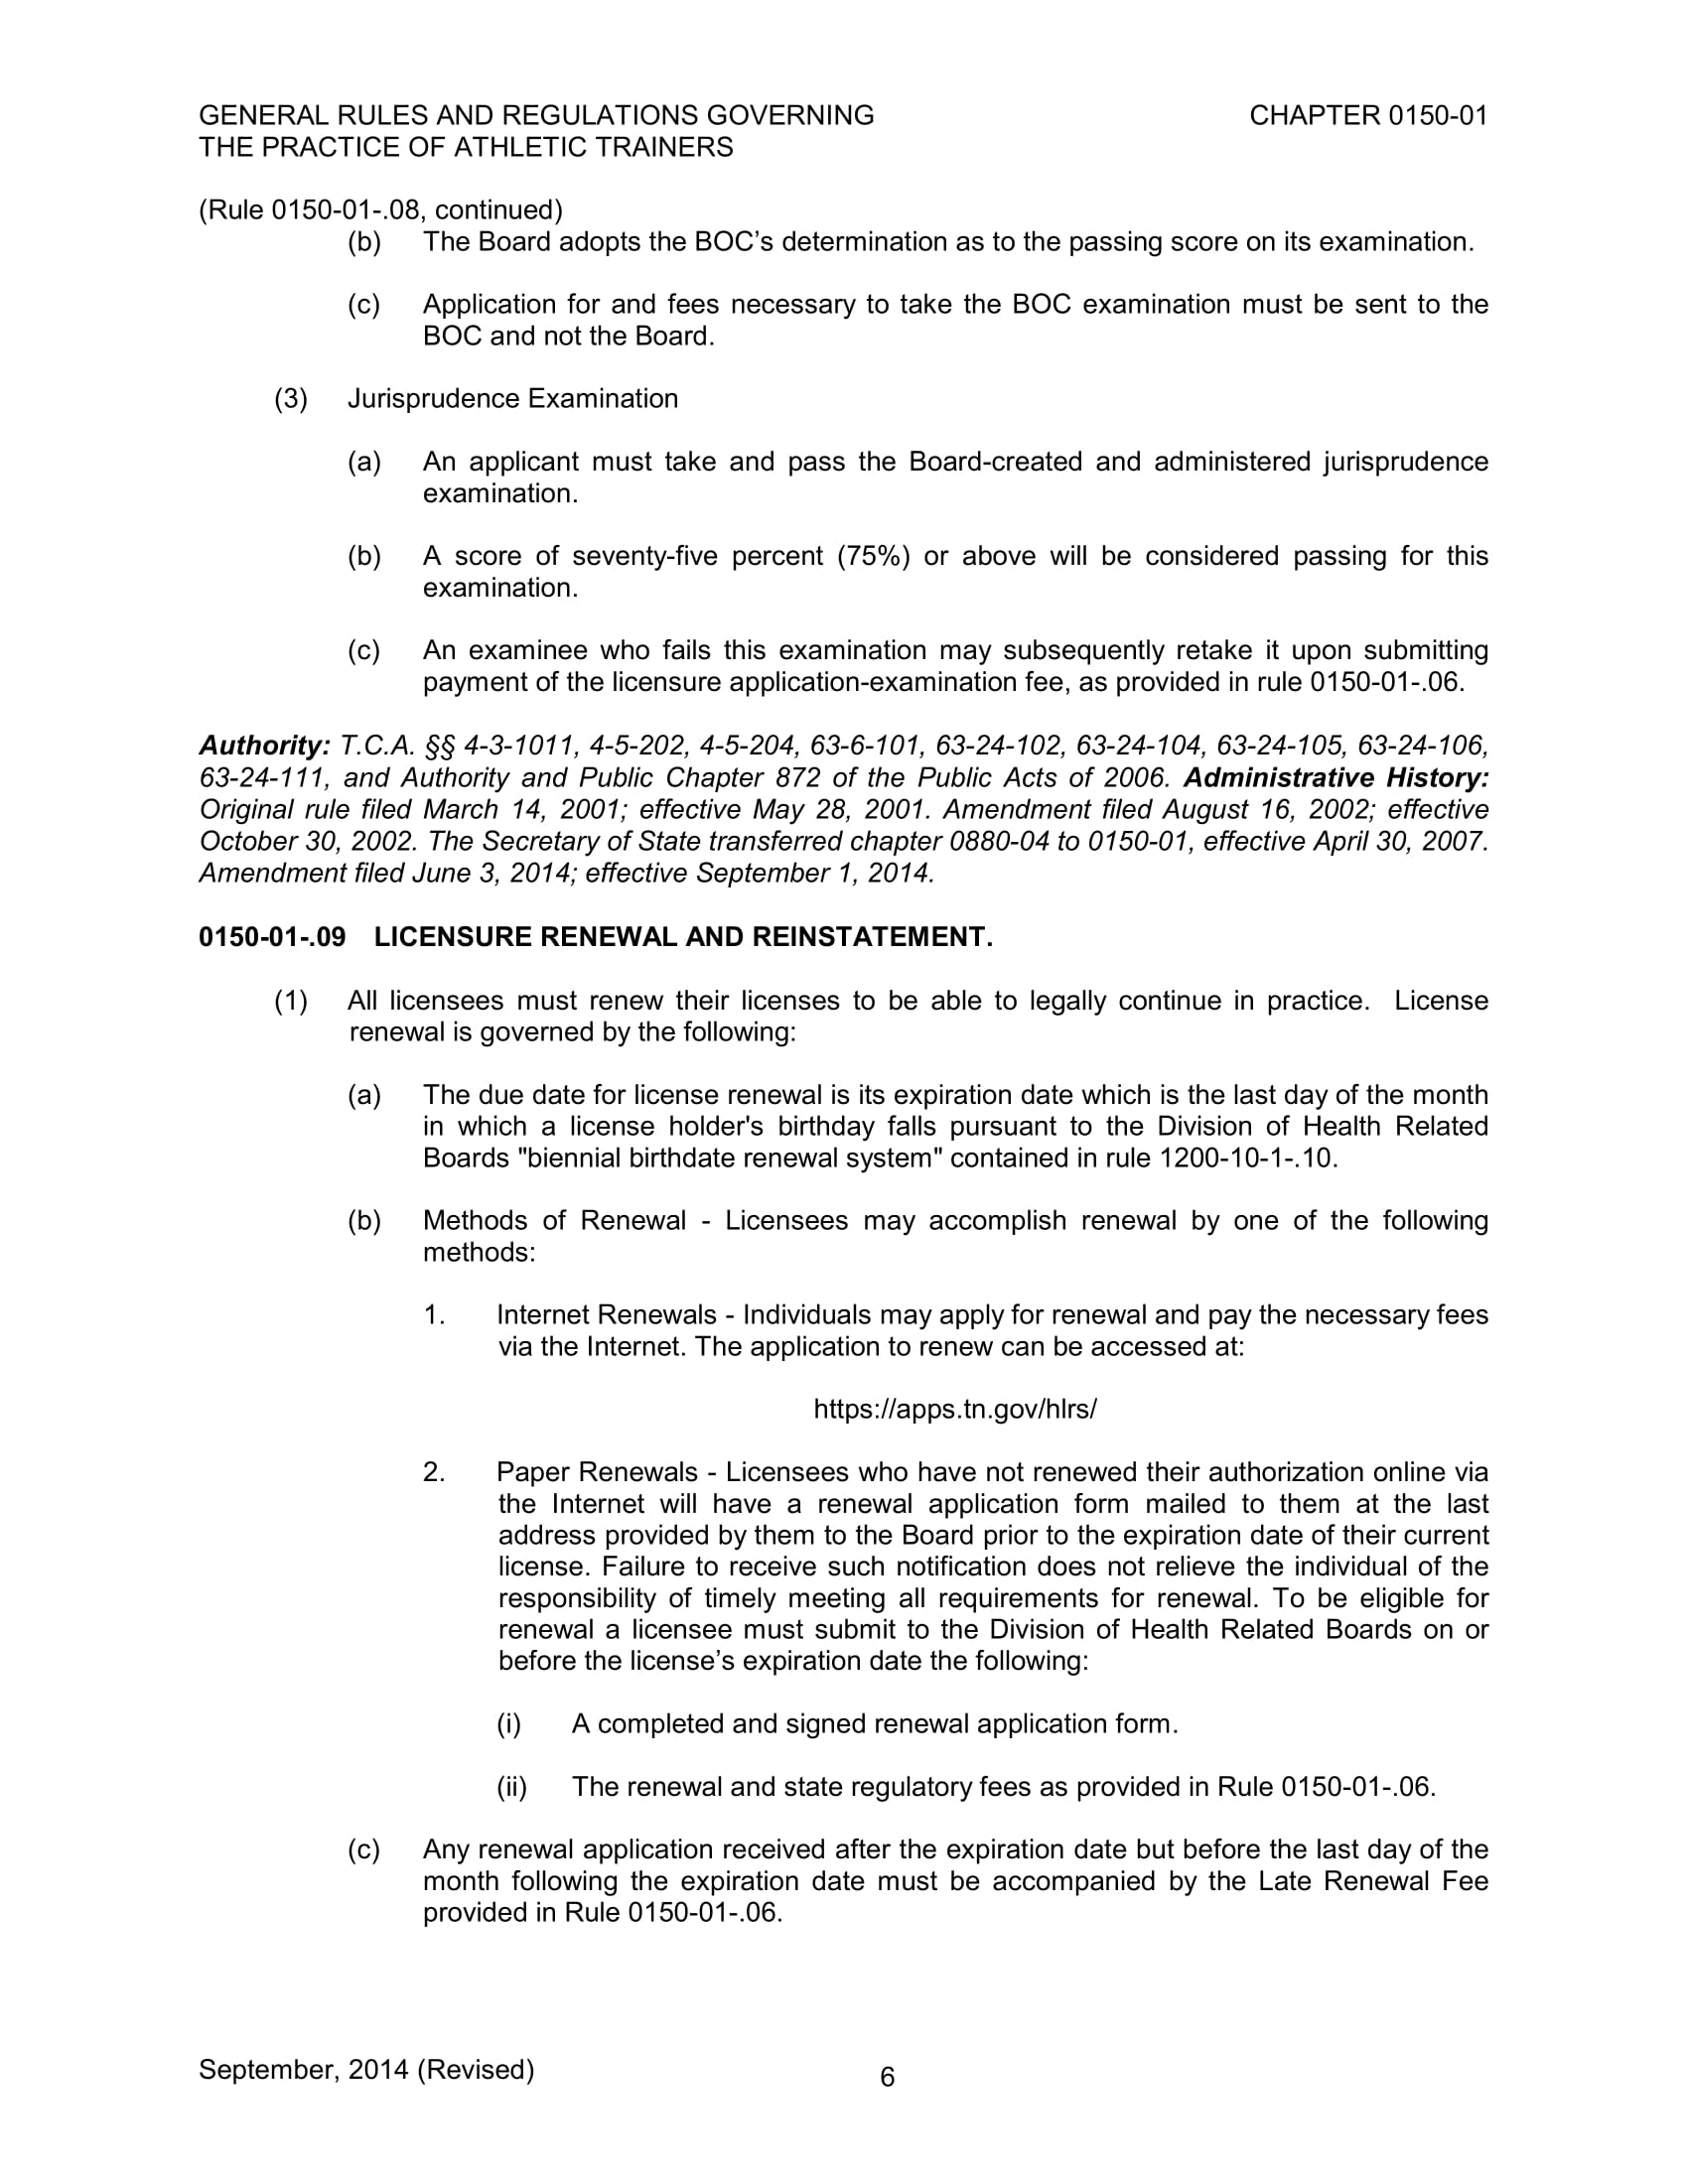 GENERAL RULES AND REGULATIONS GOVERNING CHAPTER 0150-01
THE PRACTICE OF ATHLETIC TRAINERS
(Rule 0150-01-.08, continued)
(b) The Board adopts the BOC’s determination as to the passing score on its examination.
(c) Application for and fees necessary to take the BOC examination must be sent to the
BOC and not the Board.
(3) Jurisprudence Examination
(a) An applicant must take and pass the Board-created and administered jurisprudence
examination.
(b) A score of seventy-five percent (75%) or above will be considered passing for this
examination.
(c) An examinee who fails this examination may subsequently retake it upon submitting
payment of the licensure application-examination fee, as provided in rule 0150-01-.06.
Authority: T.C.A. §§ 4-3-1011, 4-5-202, 4-5-204, 63-6-101, 63-24-102, 63-24-104, 63-24-105, 63-24-106,
63-24-111, and Authority and Public Chapter 872 of the Public Acts of 2006. Administrative History:
Original rule filed March 14, 2001; effective May 28, 2001. Amendment filed August 16, 2002; effective
October 30, 2002. The Secretary of State transferred chapter 0880-04 to 0150-01, effective April 30, 2007.
Amendment filed June 3, 2014; effective September 1, 2014.
0150-01-.09 LICENSURE RENEWAL AND REINSTATEMENT.
(1) All licensees must renew their licenses to be able to legally continue in practice. License
renewal is governed by the following:
(a) The due date for license renewal is its expiration date which is the last day of the month
in which a license holder's birthday falls pursuant to the Division of Health Related
Boards "biennial birthdate renewal system" contained in rule 1200-10-1-.10.
(b) Methods of Renewal - Licensees may accomplish renewal by one of the following
methods:
1. Internet Renewals - Individuals may apply for renewal and pay the necessary fees
via the Internet. The application to renew can be accessed at:
https://apps.tn.gov/hlrs/
2. Paper Renewals - Licensees who have not renewed their authorization online via
the Internet will have a renewal application form mailed to them at the last
address provided by them to the Board prior to the expiration date of their current
license. Failure to receive such notification does not relieve the individual of the
responsibility of timely meeting all requirements for renewal. To be eligible for
renewal a licensee must submit to the Division of Health Related Boards on or
before the license’s expiration date the following:
(i) A completed and signed renewal application form.
(ii) The renewal and state regulatory fees as provided in Rule 0150-01-.06.
(c) Any renewal application received after the expiration date but before the last day of the
month following the expiration date must be accompanied by the Late Renewal Fee
provided in Rule 0150-01-.06.
September, 2014 (Revised) 6